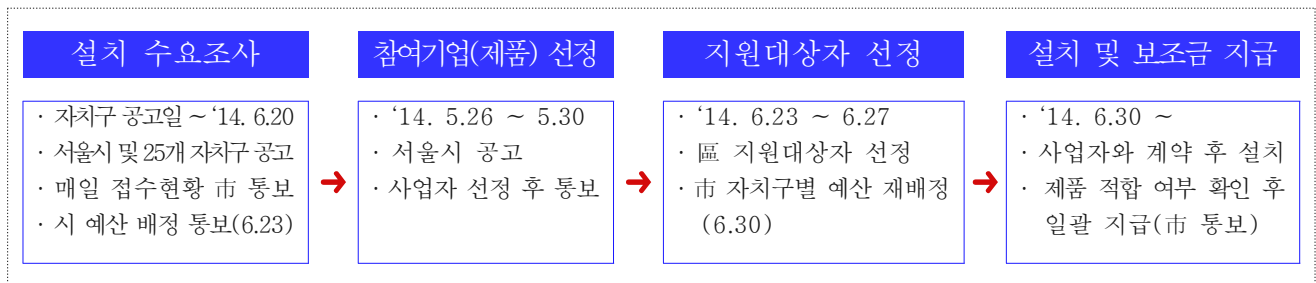 설치 수요조사
· 자치구 공고일 ~ ‘14. 6.20
· 서울시 및 25개 자치구 공고
· 매일 접수현황 市 통보
· 시 예산 배정 통보(6.23)
참여기업(제품) 선정
· ‘14. 5.26 ~ 5.30
· 서울시 공고
· 사업자 선정 후 통보
지원대상자 선정
· ‘14. 6.23 ~ 6.27
· 區 지원대상자 선정
· 市 자치구별 예산 재배정
(6.30)
설치 및 보조금 지급
· ‘14. 6.30 ~
· 사업자와 계약 후 설치
· 제품 적합 여부 확인 후
일괄 지급(市 통보)